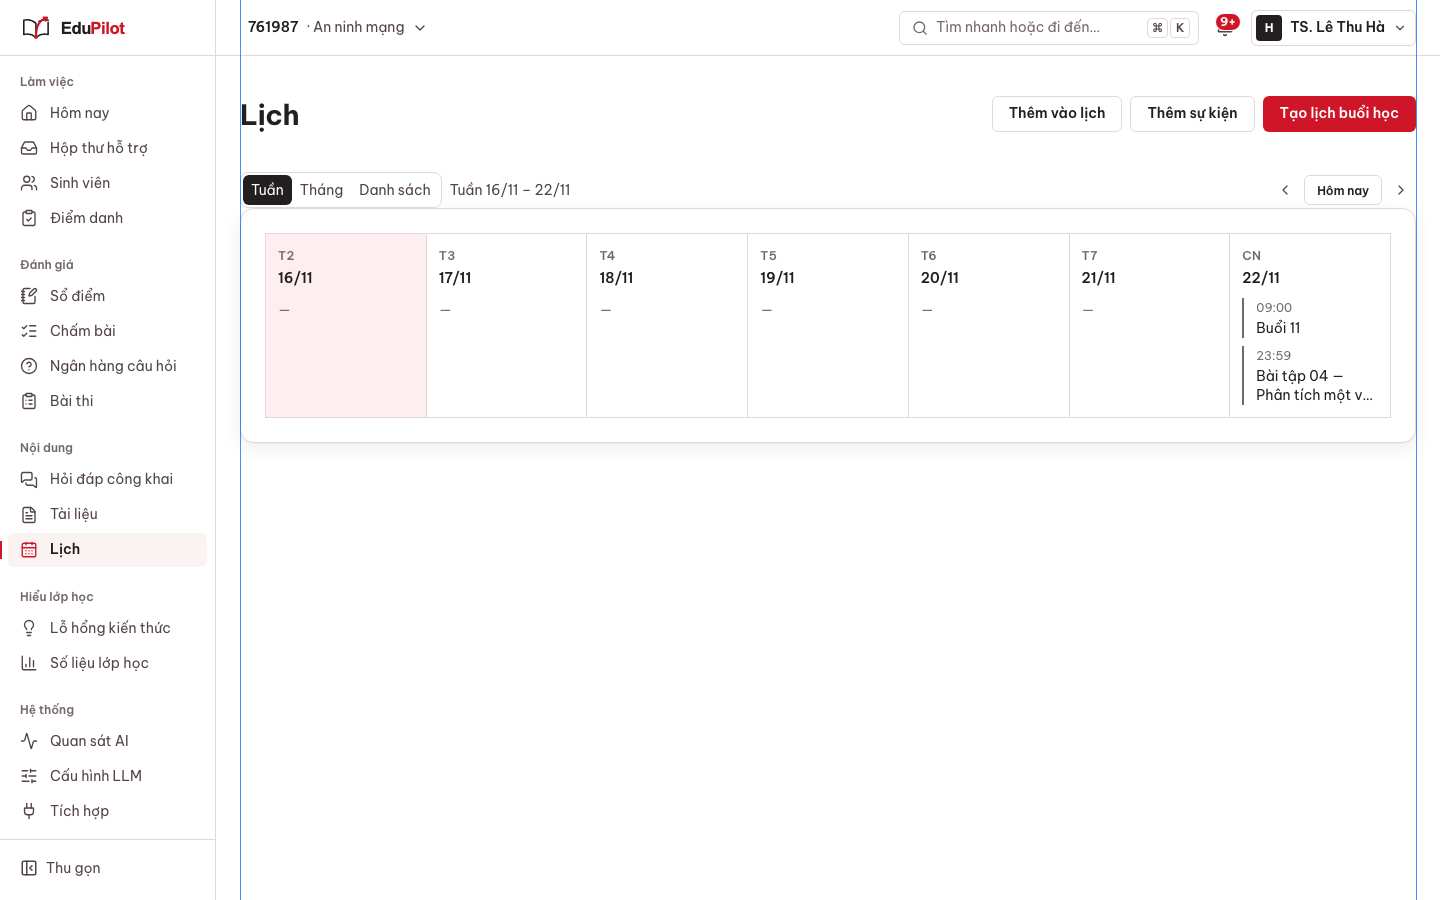 EduPilot
761987 · An ninh mạng
Tìm nhanh hoặc đi đến...
⌘ K
9+
H
TS. Lê Thu Hà
Làm việc
Hôm nay
Hộp thư hỗ trợ
Sinh viên
Điểm danh
Đánh giá
Sổ điểm
Chấm bài
Ngân hàng câu hỏi
Bài thi
Nội dung
Hỏi đáp công khai
Tài liệu
Lịch
Hiểu lớp học
Lỗ hổng kiến thức
Số liệu lớp học
Hệ thống
Quan sát AI
Cấu hình LLM
Tích hợp
Thu gọn
Lịch
Thêm vào lịch
Thêm sự kiện
Tạo lịch buổi học
Tuần
Tháng
Danh sách
Tuần 16/11 – 22/11
Hôm nay
T2
16/11
—
T3
17/11
—
T4
18/11
—
T5
19/11
—
T6
20/11
—
T7
21/11
—
CN
22/11
09:00
Buổi 11
23:59
Bài tập 04 —
Phân tích một v...